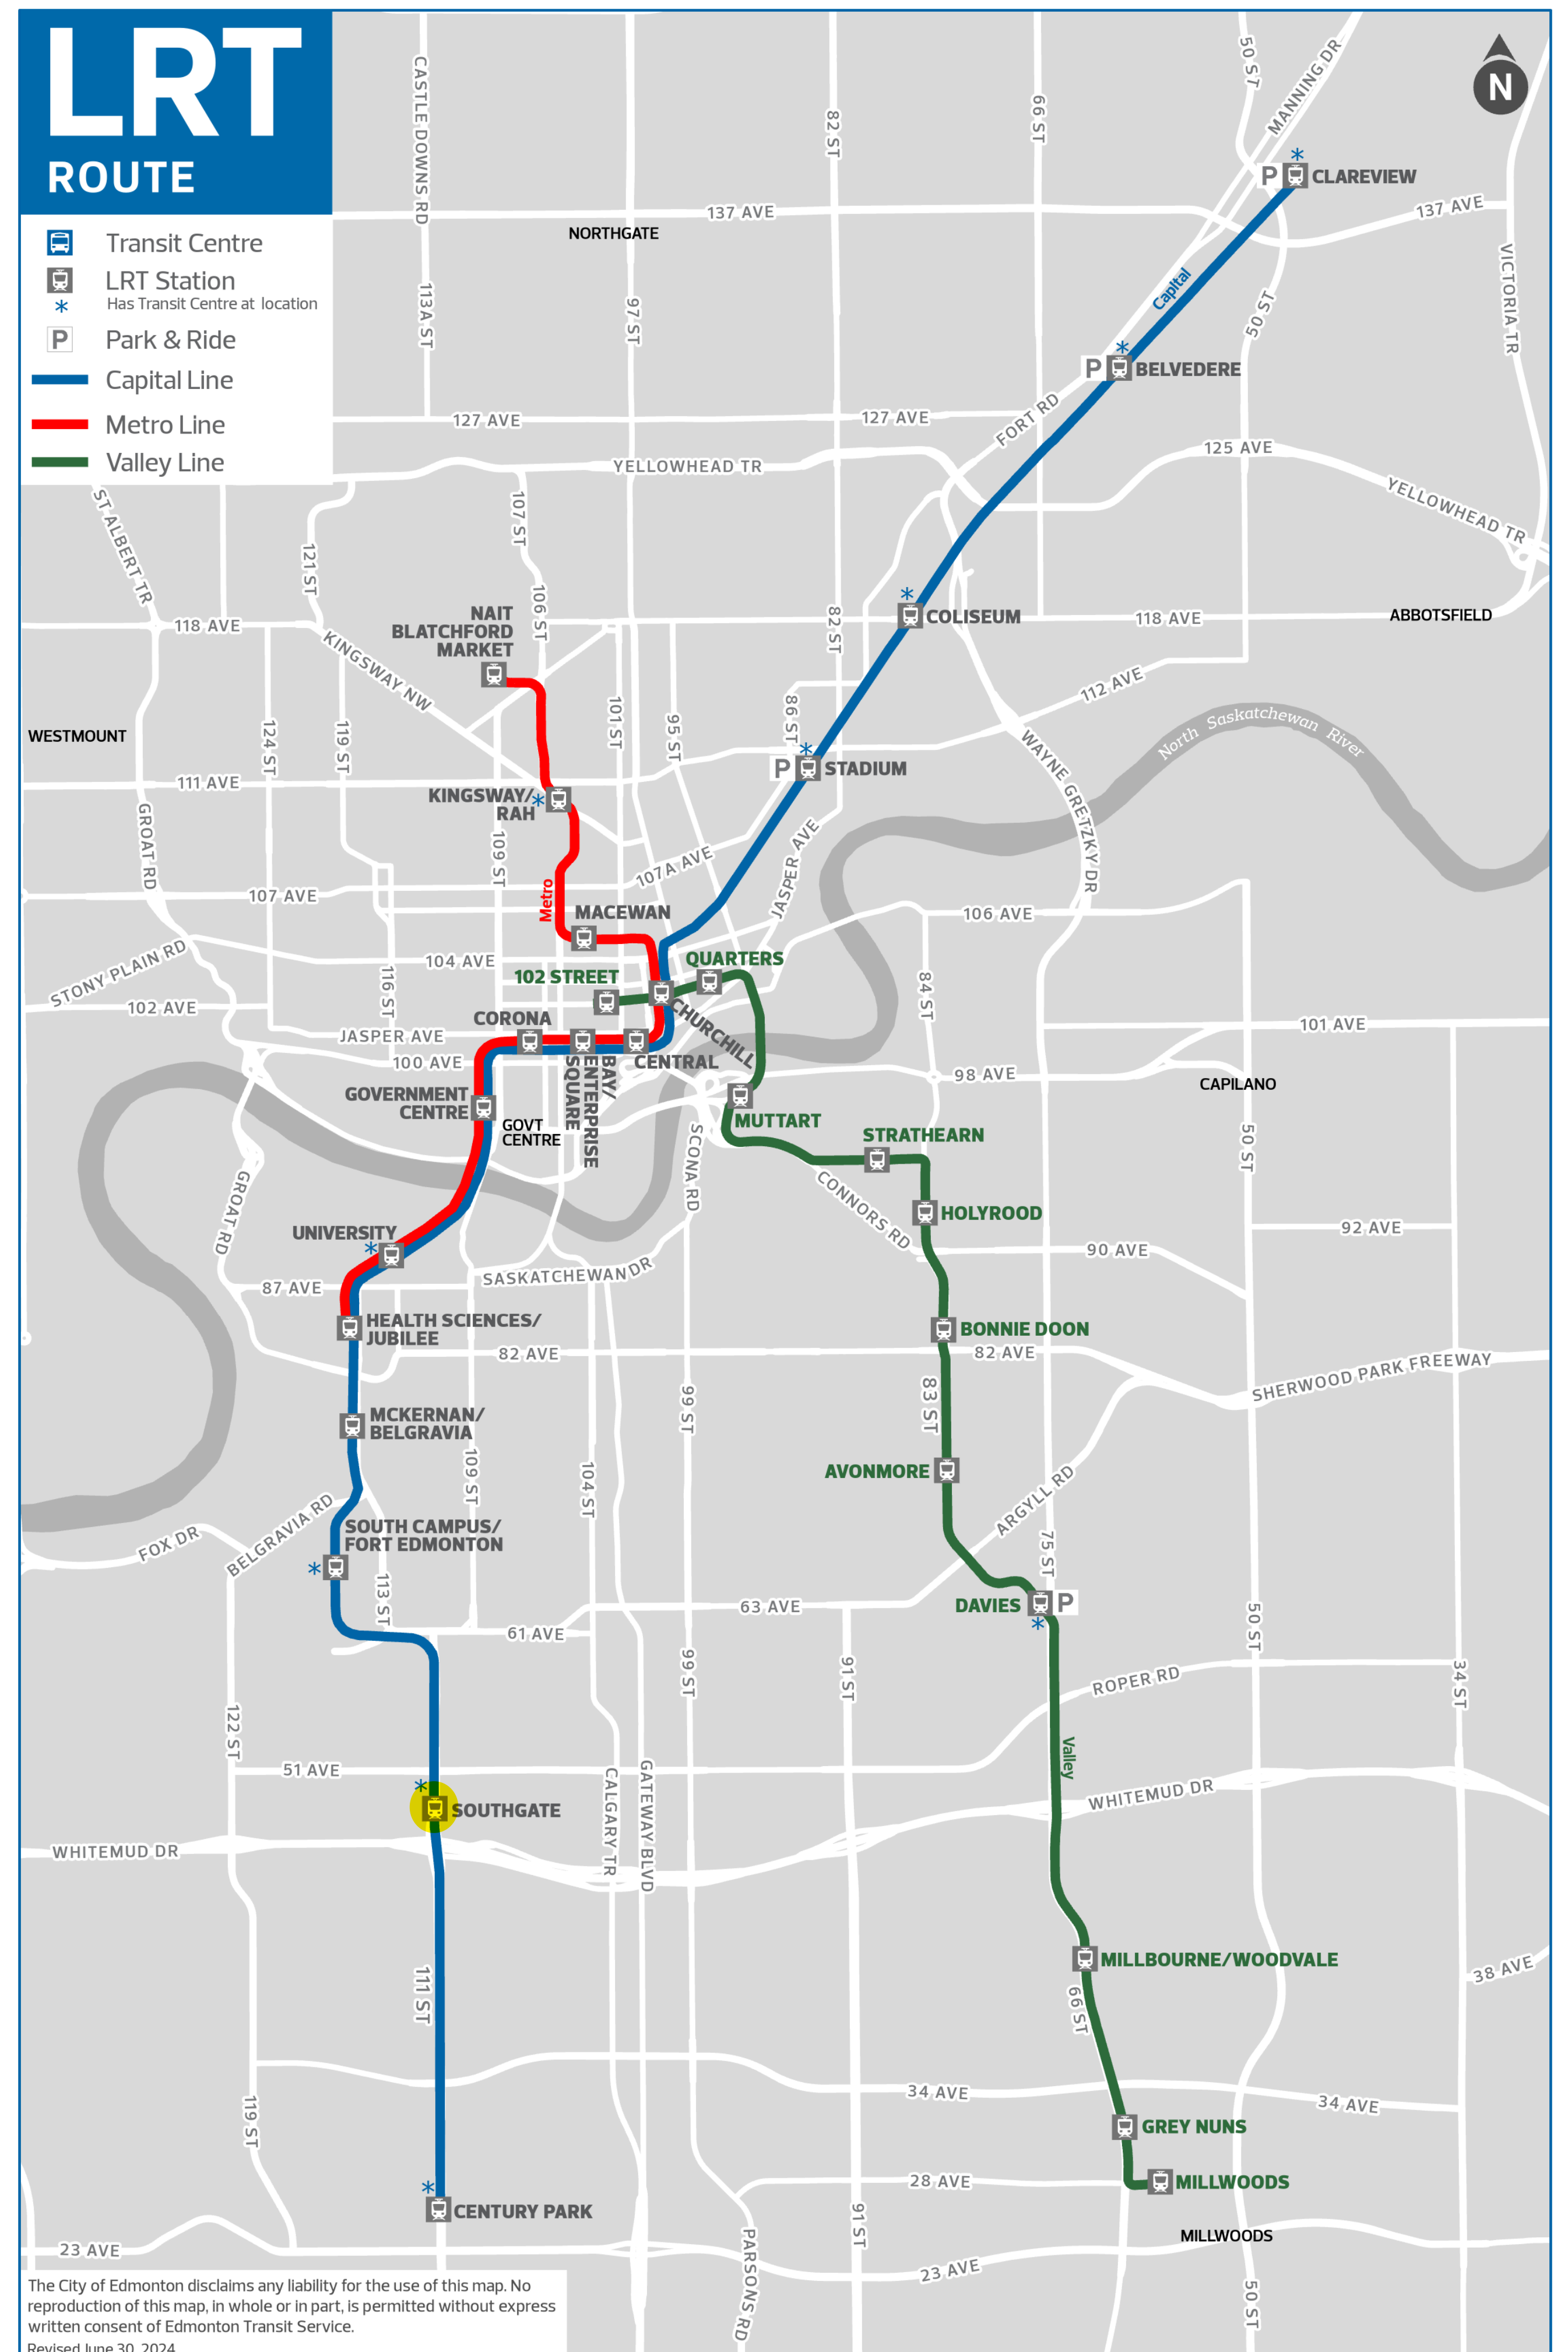 LRT
ROUTE
Transit Centre
LRT Station
* Has Transit Centre at location
P Park & Ride
Capital Line
Metro Line
Valley Line
N
CASTLE DOWNS RD
82 ST
66 ST
50 ST
MANNING DR
*
P CLAREVIEW
137 AVE
137 AVE
NORTHGATE
VICTORIA TR
113A ST
97 ST
Capital
50 ST
*
P BELVEDERE
127 AVE
127 AVE
FORT RD
125 AVE
YELLOWHEAD TR
YELLOWHEAD TR
ST ALBERT TR
107 ST
121 ST
106 ST
NAIT
BLATCHFORD
MARKET
118 AVE
KINGSWAY NW
82 ST
*
COLISEUM
118 AVE
ABBOTSFIELD
112 AVE
WESTMOUNT
124 ST
119 ST
101 ST
95 ST
86 ST
*
P STADIUM
WAYNE GRETZKY DR
North Saskatchewan River
111 AVE
KINGSWAY/
RAH
*
GROAT RD
109 ST
107A AVE
JASPER AVE
107 AVE
Metro
MACEWAN
106 AVE
STONY PLAIN RD
104 AVE
116 ST
102 STREET
QUARTERS
84 ST
102 AVE
CORONA
CHURCHILL
JASPER AVE
101 AVE
100 AVE
BAY/
ENTERPRISE
SQUARE
CENTRAL
98 AVE
CAPILANO
GOVERNMENT
CENTRE
GOVT
CENTRE
MUTTART
STRATHEARN
SCONA RD
50 ST
GROAT RD
CONNORS RD
HOLYROOD
92 AVE
UNIVERSITY
*
90 AVE
SASKATCHEWAN DR
87 AVE
HEALTH SCIENCES/
JUBILEE
BONNIE DOON
82 AVE
82 AVE
SHERWOOD PARK FREEWAY
83 ST
99 ST
MCKERNAN/
BELGRAVIA
109 ST
104 ST
AVONMORE
ARGYLL RD
BELGRAVIA RD
FOX DR
SOUTH CAMPUS/
FORT EDMONTON
*
75 ST
113 ST
DAVIES P
*
63 AVE
61 AVE
50 ST
99 ST
91 ST
ROPER RD
34 ST
122 ST
Valley
51 AVE
*
SOUTHGATE
CALGARY TR
GATEWAY BLVD
WHITEMUD DR
WHITEMUD DR
111 ST
MILLBOURNE/WOODVALE
38 AVE
66 ST
34 AVE
34 AVE
119 ST
GREY NUNS
28 AVE
MILLWOODS
*
CENTURY PARK
91 ST
MILLWOODS
23 AVE
PARSONS RD
23 AVE
50 ST
The City of Edmonton disclaims any liability for the use of this map. No
reproduction of this map, in whole or in part, is permitted without express
written consent of Edmonton Transit Service.
Revised June 30, 2024